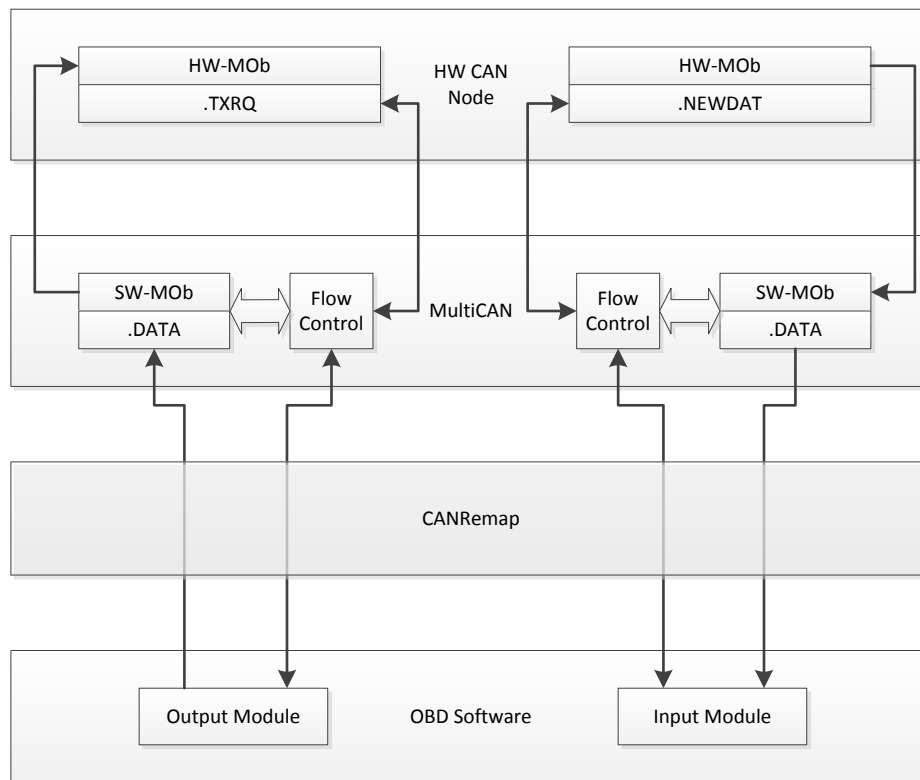 HW-MOb
.TXRQ
HW CAN
Node
HW-MOb
.NEWDAT
SW-MOb
.DATA
Flow
Control
MultiCAN
Flow
Control
SW-MOb
.DATA
CANRemap
Output Module
OBD Software
Input Module